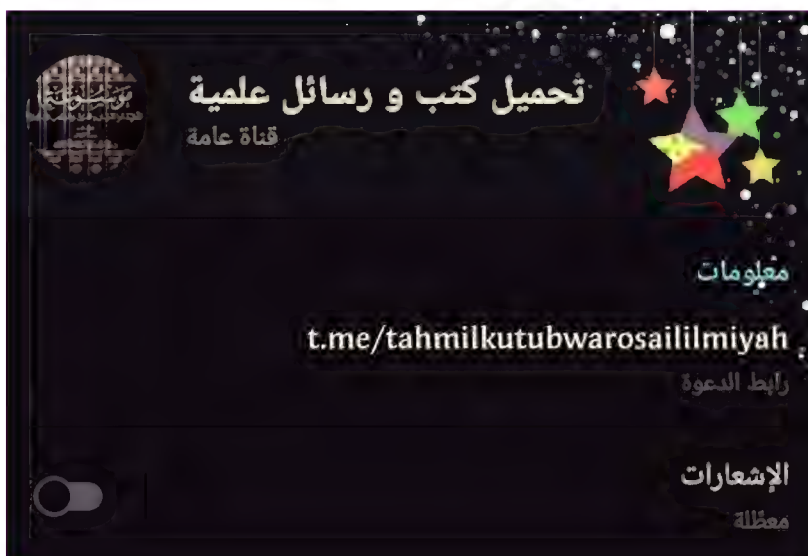 تحميل كتب و رسائل علمية
قناة عامة
معلومات
t.me/tahmilkutubwarosaililmiyah
رابط الدعوة
الإشعارات
معطلة